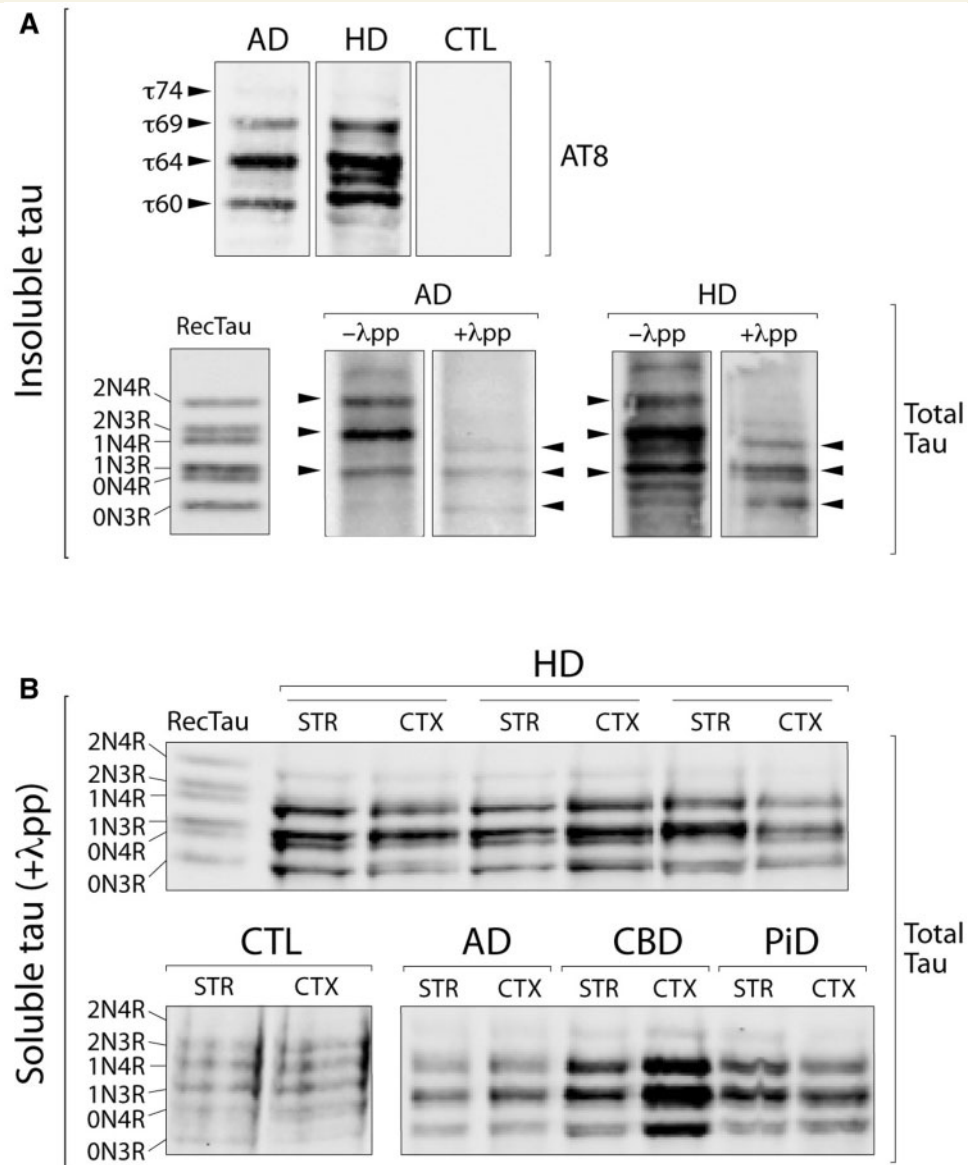 A
AD HD CTL
τ74
τ69
τ64
τ60
AT8
Insoluble tau
AD HD
RecTau –λpp +λpp –λpp +λpp
2N4R
2N3R
1N4R
1N3R
0N4R
0N3R
Total
Tau
B
HD
RecTau STR CTX STR CTX STR CTX
2N4R
2N3R
1N4R
1N3R
0N4R
0N3R
Soluble tau (+λpp)
Total
Tau
CTL AD CBD PiD
STR CTX STR CTX STR CTX STR CTX
2N4R
2N3R
1N4R
1N3R
0N4R
0N3R